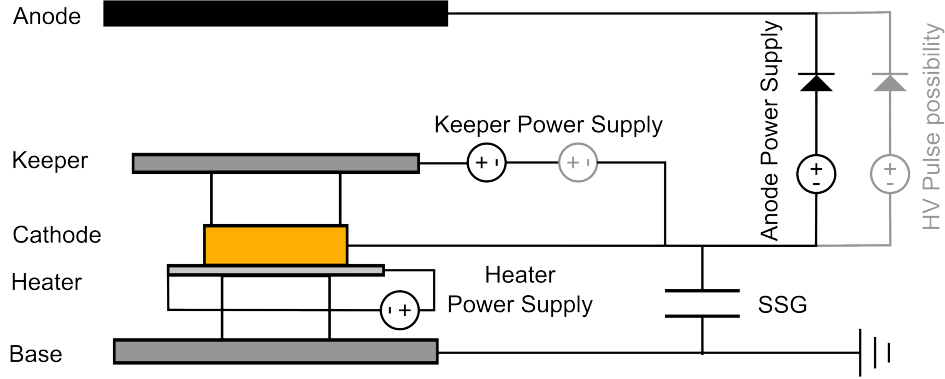 Anode
Keeper
Cathode
Heater
Base
Keeper Power Supply
+ -
+ -
Heater
Power Supply
- +
Anode Power Supply
+
-
HV Pulse possibility
+
-
SSG